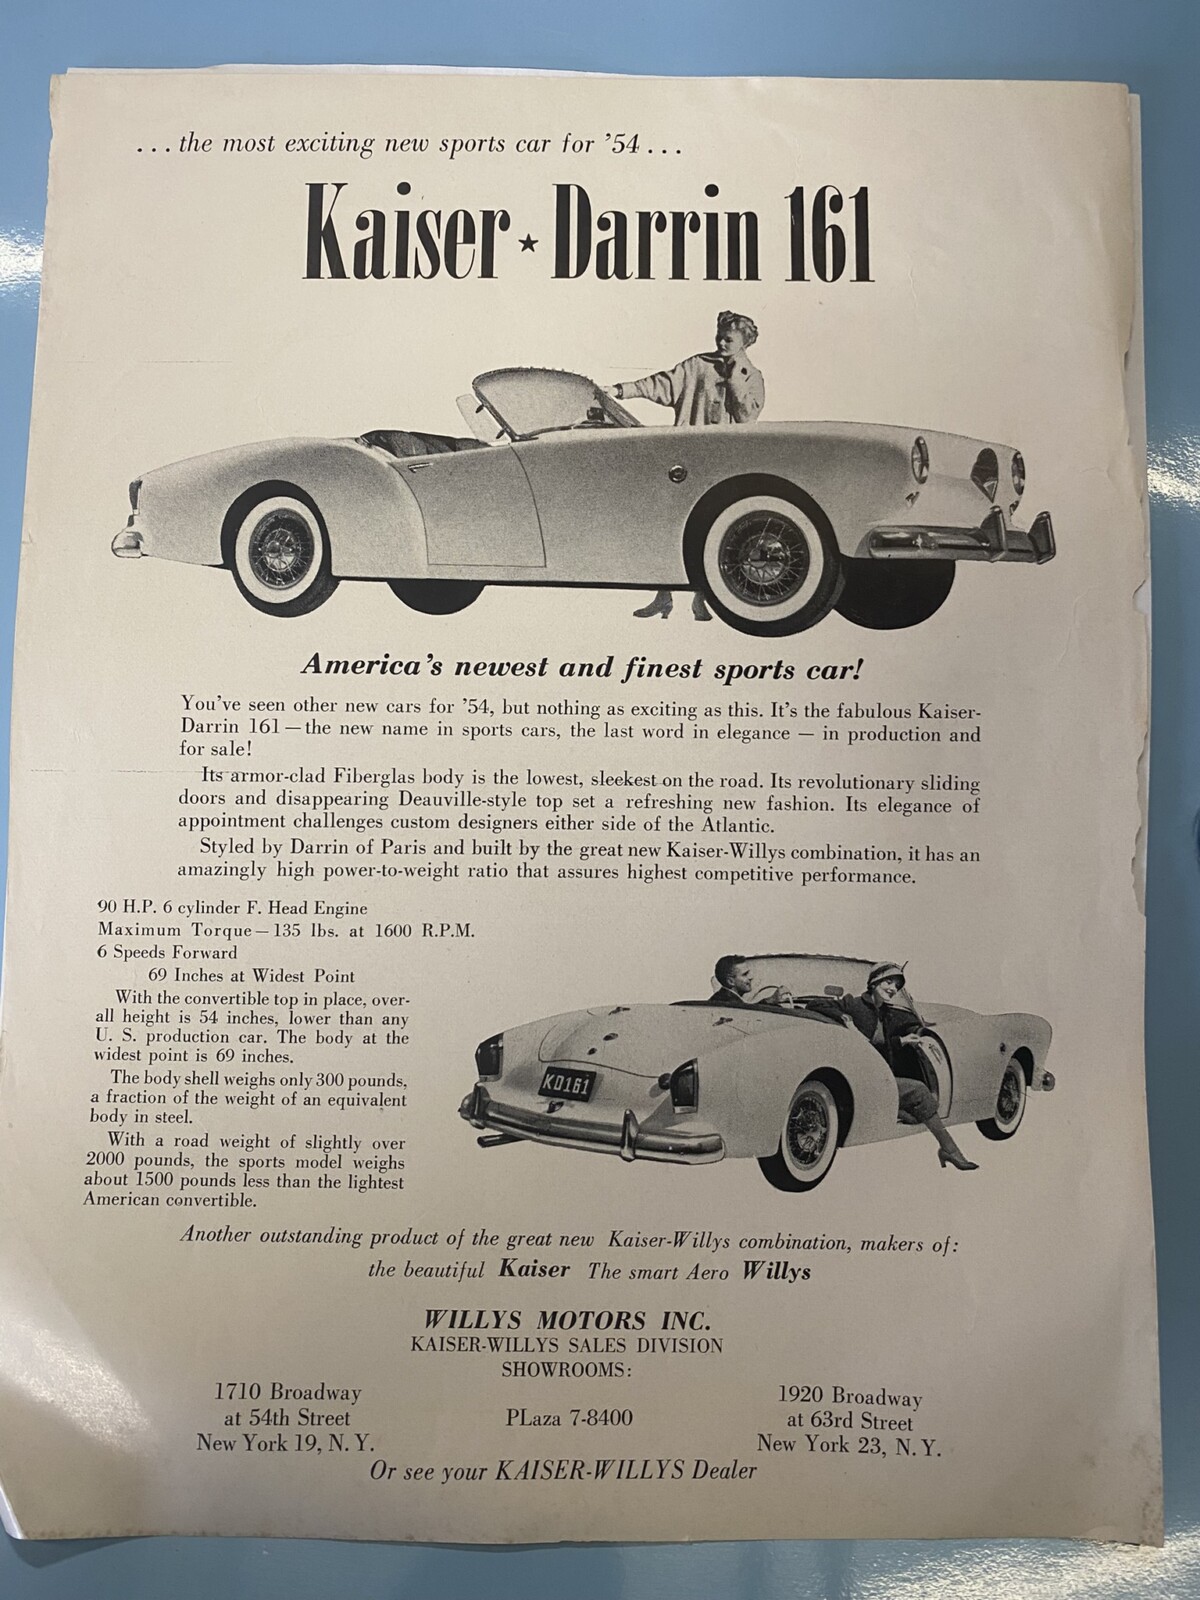 ...the most exciting new sports car for '54...
Kaiser ★ Darrin 161
America's newest and finest sports car!
You've seen other new cars for '54, but nothing as exciting as this. It's the fabulous Kaiser-
Darrin 161 — the new name in sports cars, the last word in elegance — in production and
for sale!
Its armor-clad Fiberglas body is the lowest, sleekest on the road. Its revolutionary sliding
doors and disappearing Deauville-style top set a refreshing new fashion. Its elegance of
appointment challenges custom designers either side of the Atlantic.
Styled by Darrin of Paris and built by the great new Kaiser-Willys combination, it has an
amazingly high power-to-weight ratio that assures highest competitive performance.
90 H.P. 6 cylinder F. Head Engine
Maximum Torque — 135 lbs. at 1600 R.P.M.
6 Speeds Forward
69 Inches at Widest Point
With the convertible top in place, over-
all height is 54 inches, lower than any
U. S. production car. The body at the
widest point is 69 inches.
The body shell weighs only 300 pounds,
a fraction of the weight of an equivalent
body in steel.
With a road weight of slightly over
2000 pounds, the sports model weighs
about 1500 pounds less than the lightest
American convertible.
KD161
Another outstanding product of the great new Kaiser-Willys combination, makers of:
the beautiful Kaiser The smart Aero Willys
WILLYS MOTORS INC.
KAISER-WILLYS SALES DIVISION
SHOWROOMS:
1710 Broadway
at 54th Street
New York 19, N. Y.
PLaza 7-8400
1920 Broadway
at 63rd Street
New York 23, N. Y.
Or see your KAISER-WILLYS Dealer